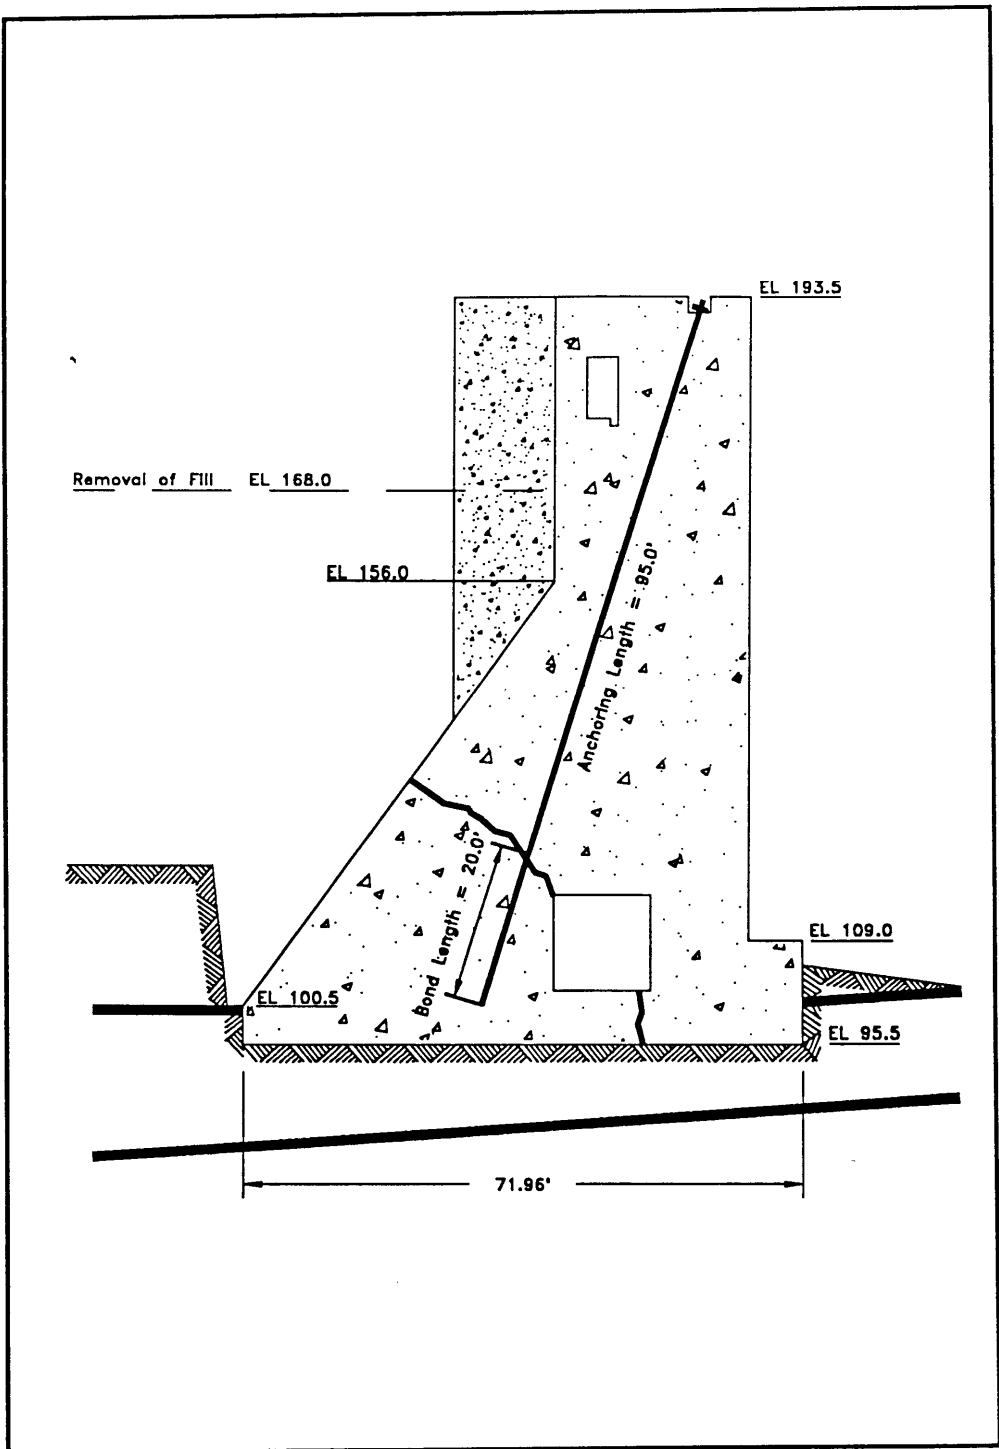 EL 193.5
Removal of Fill EL 168.0
EL 156.0
Anchoring Length = 95.0'
Bond Length = 20.0'
EL 109.0
EL 100.5
EL 95.5
71.96'